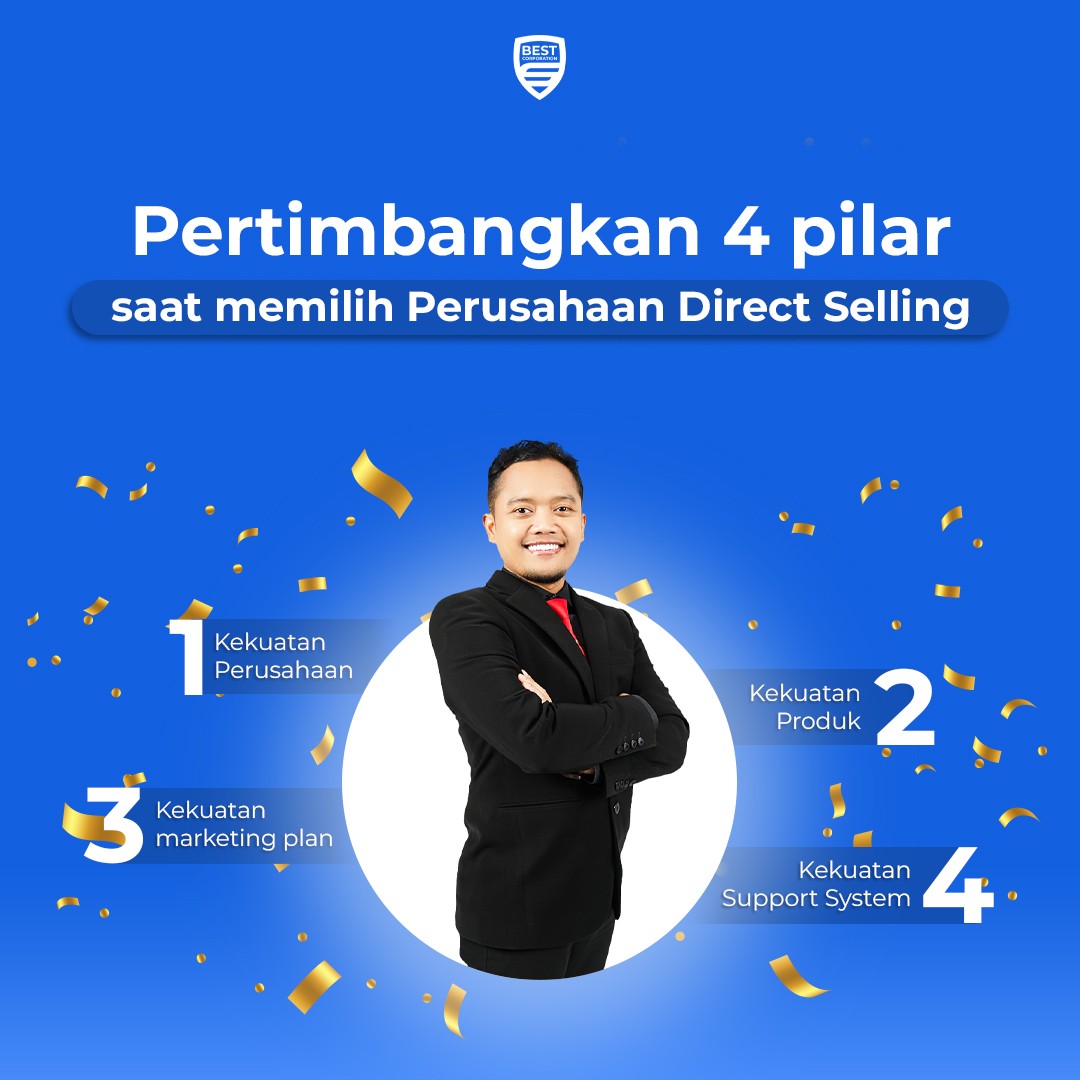 BEST
CORPORATION
Pertimbangkan 4 pilar
saat memilih Perusahaan Direct Selling
1
Kekuatan
Perusahaan
Kekuatan
Produk
2
3
Kekuatan
marketing plan
Kekuatan
Support System
4